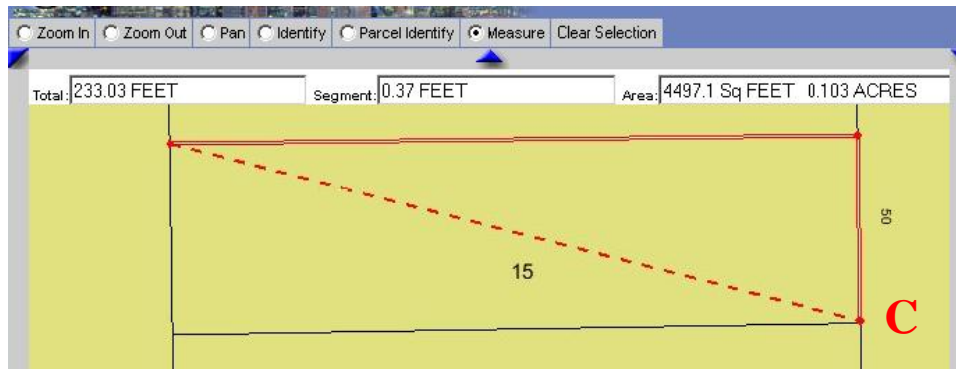 Zoom In Zoom Out Pan Identify Parcel Identify Measure Clear Selection
Total: 233.03 FEET Segment: 0.37 FEET Area: 4497.1 Sq FEET 0.103 ACRES
50
15
C